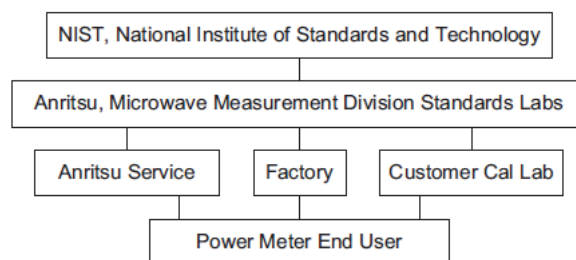 NIST, National Institute of Standards and Technology
Anritsu, Microwave Measurement Division Standards Labs
Anritsu Service
Factory
Customer Cal Lab
Power Meter End User